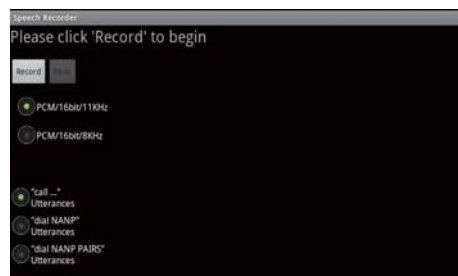 Speech Recorder
Please click 'Record' to begin
Record
PCM/16bit/11KHz
PCM/16bit/8KHz
"call ..."
Utterances
"dial NANP"
Utterances
"dial NANP PAIRS"
Utterances